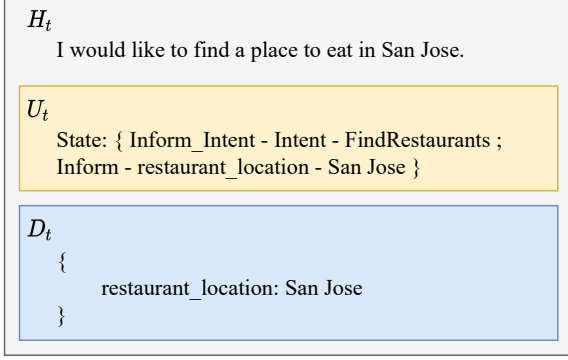 H_t
I would like to find a place to eat in San Jose.
U_t
State: { Inform_Intent - Intent - FindRestaurants ;
Inform - restaurant_location - San Jose }
D_t
{
restaurant_location: San Jose
}